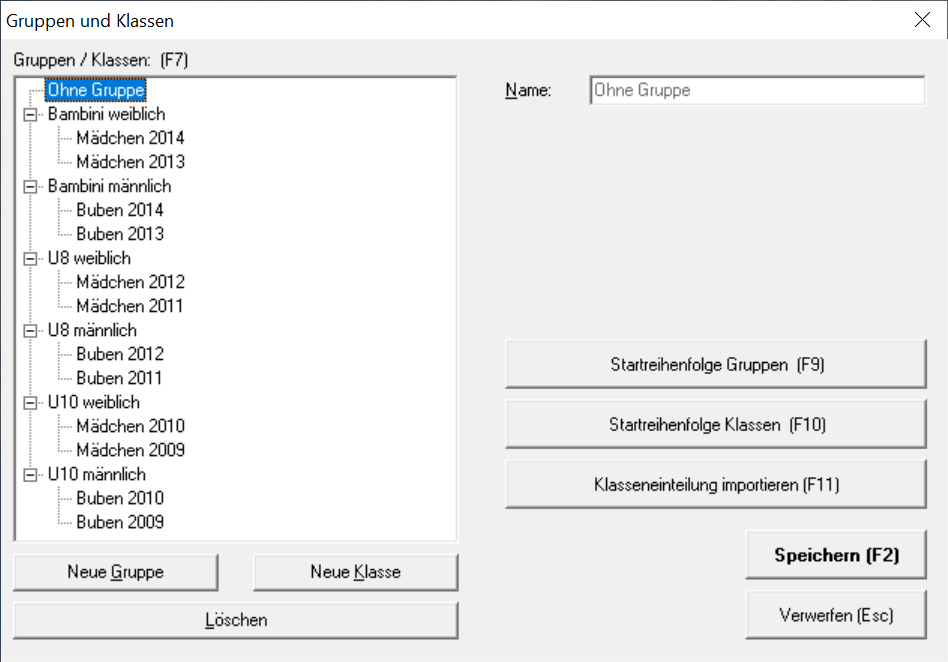 Gruppen und Klassen
Gruppen / Klassen: (F7)
Ohne Gruppe
Bambini weiblich
Mädchen 2014
Mädchen 2013
Bambini männlich
Buben 2014
Buben 2013
U8 weiblich
Mädchen 2012
Mädchen 2011
U8 männlich
Buben 2012
Buben 2011
U10 weiblich
Mädchen 2010
Mädchen 2009
U10 männlich
Buben 2010
Buben 2009
Neue Gruppe
Neue Klasse
Löschen
Name: Ohne Gruppe
Startreihenfolge Gruppen (F9)
Startreihenfolge Klassen (F10)
Klasseneinteilung importieren (F11)
Speichern (F2)
Verwerfen (Esc)